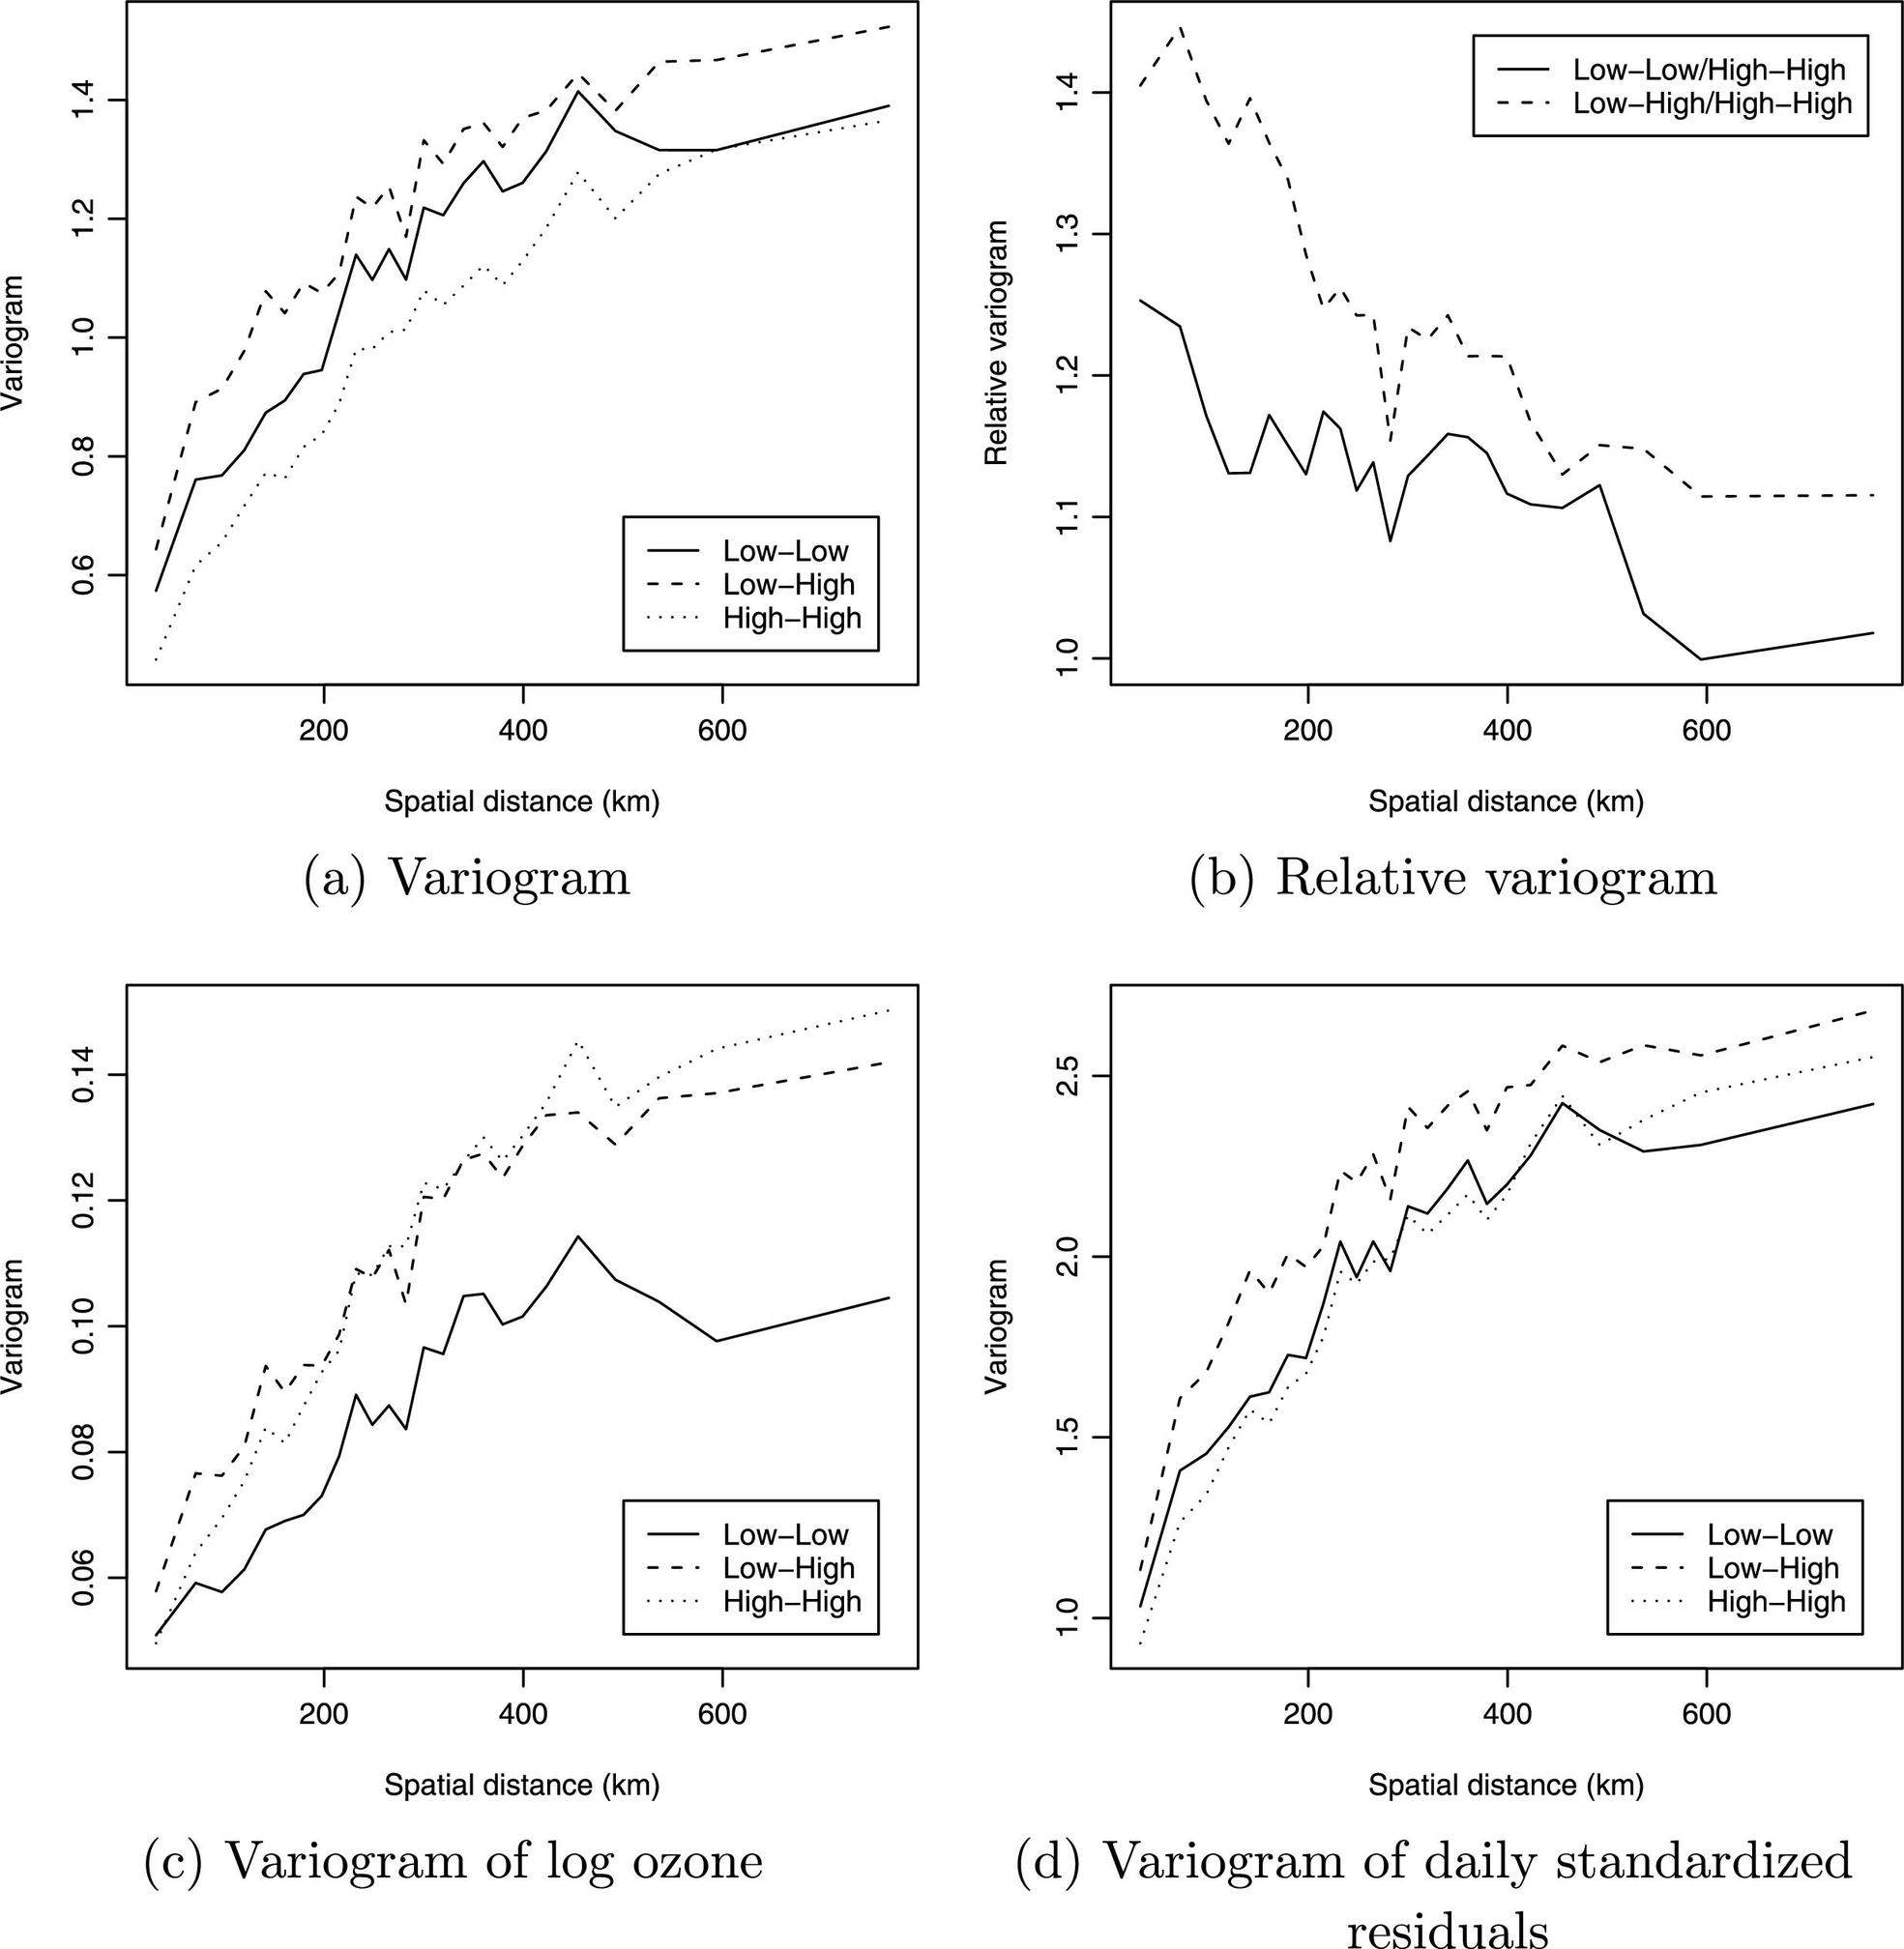 Variogram
1.4
1.2
1.0
0.8
0.6
Low–Low
Low–High
High–High
200 400 600
Spatial distance (km)
(a) Variogram
Relative variogram
1.4
1.3
1.2
1.1
1.0
Low–Low/High–High
Low–High/High–High
200 400 600
Spatial distance (km)
(b) Relative variogram
Variogram
0.14
0.12
0.10
0.08
0.06
Low–Low
Low–High
High–High
200 400 600
Spatial distance (km)
(c) Variogram of log ozone
Variogram
2.5
2.0
1.5
1.0
Low–Low
Low–High
High–High
200 400 600
Spatial distance (km)
(d) Variogram of daily standardized
residuals